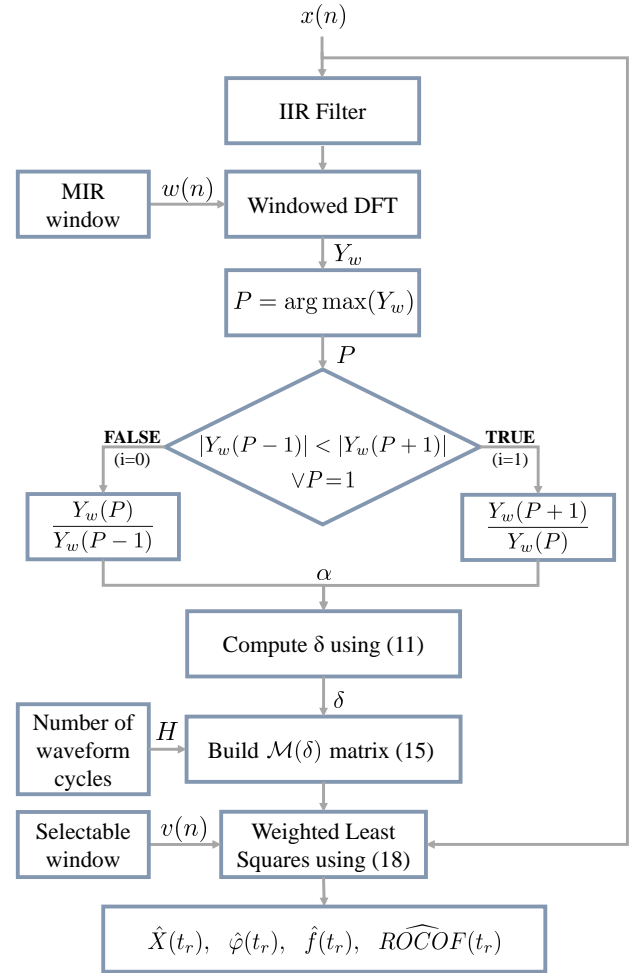 x(n)
IIR Filter
MIR
window
w(n)
Windowed DFT
Y_w
P = arg max(Y_w)
P
FALSE
(i=0)
|Y_w(P − 1)| < |Y_w(P + 1)|
∨P = 1
TRUE
(i=1)
Y_w(P)
Y_w(P − 1)
Y_w(P + 1)
Y_w(P)
α
Compute δ using (11)
δ
Number of
waveform
cycles
H
Build ℳ(δ) matrix (15)
Selectable
window
v(n)
Weighted Least
Squares using (18)
X̂(t_r), φ̂(t_r), f̂(t_r), \widehat{ROCOF}(t_r)